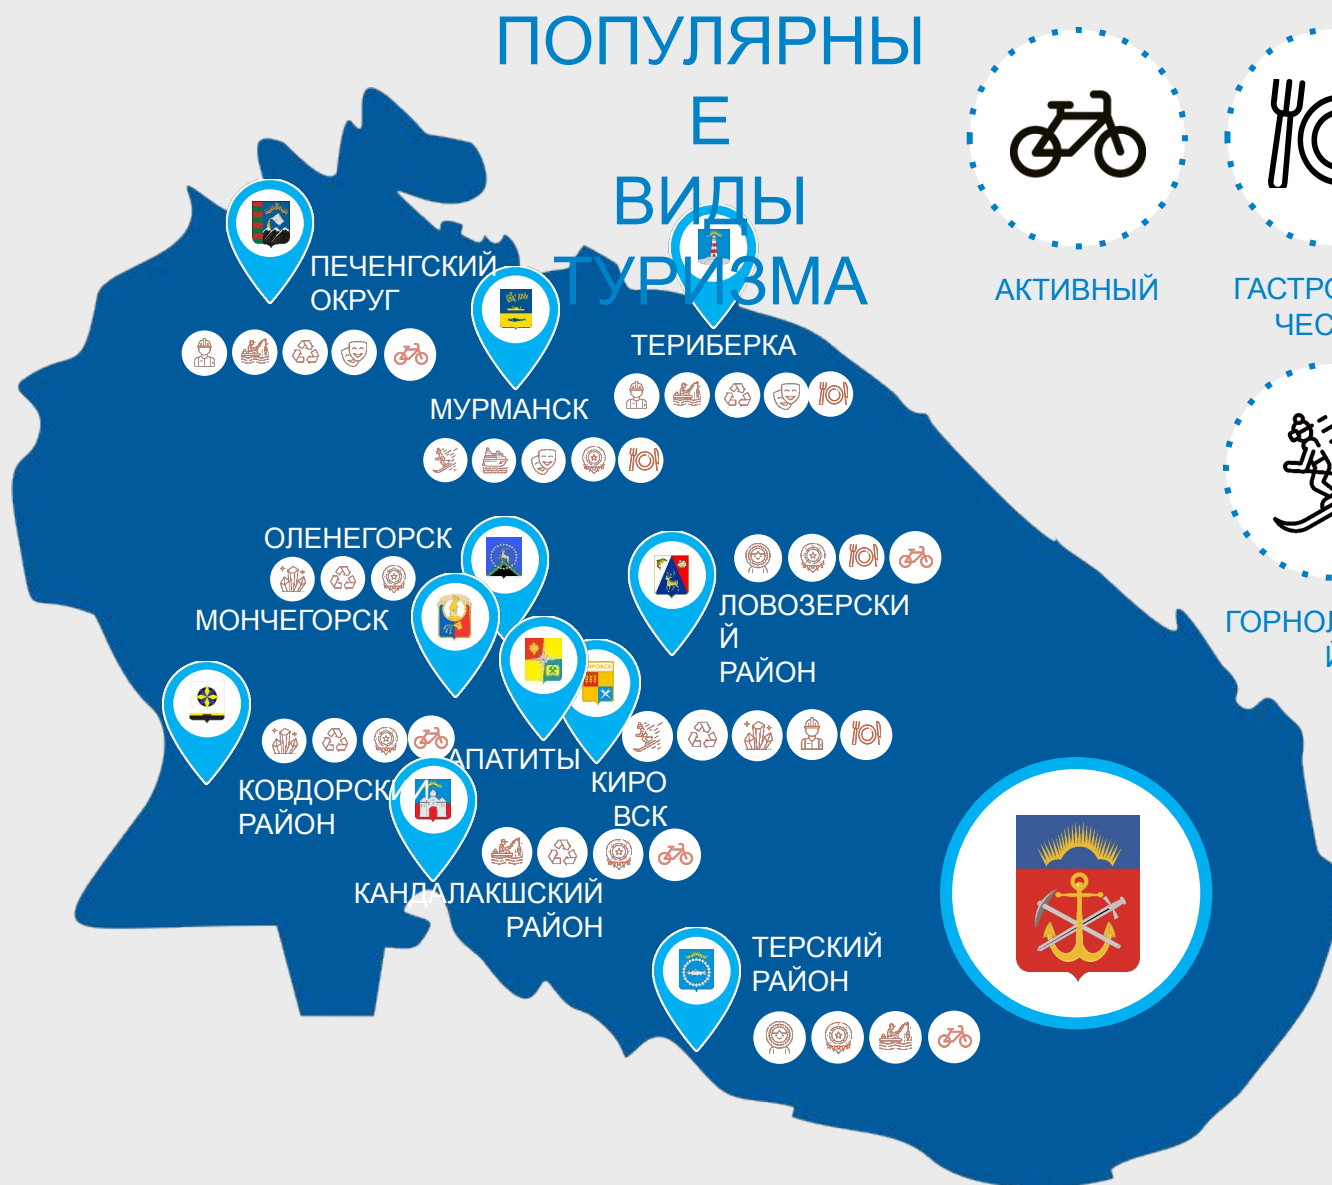 ПОПУЛЯРНЫ
Е
ВИДЫ
ТУРИЗМА
АКТИВНЫЙ
ГАСТРО
ЧЕС
ГОРНОЛ
Й
ПЕЧЕНГСКИЙ
ОКРУГ
МУРМАНСК
ТЕРИБЕРКА
ОЛЕНЕГОРСК
МОНЧЕГОРСК
ЛОВОЗЕРСКИ
Й
РАЙОН
АПАТИТЫ
КИРО
ВСК
КОВДОРСКИЙ
РАЙОН
КАНДАЛАКШСКИЙ
РАЙОН
ТЕРСКИЙ
РАЙОН